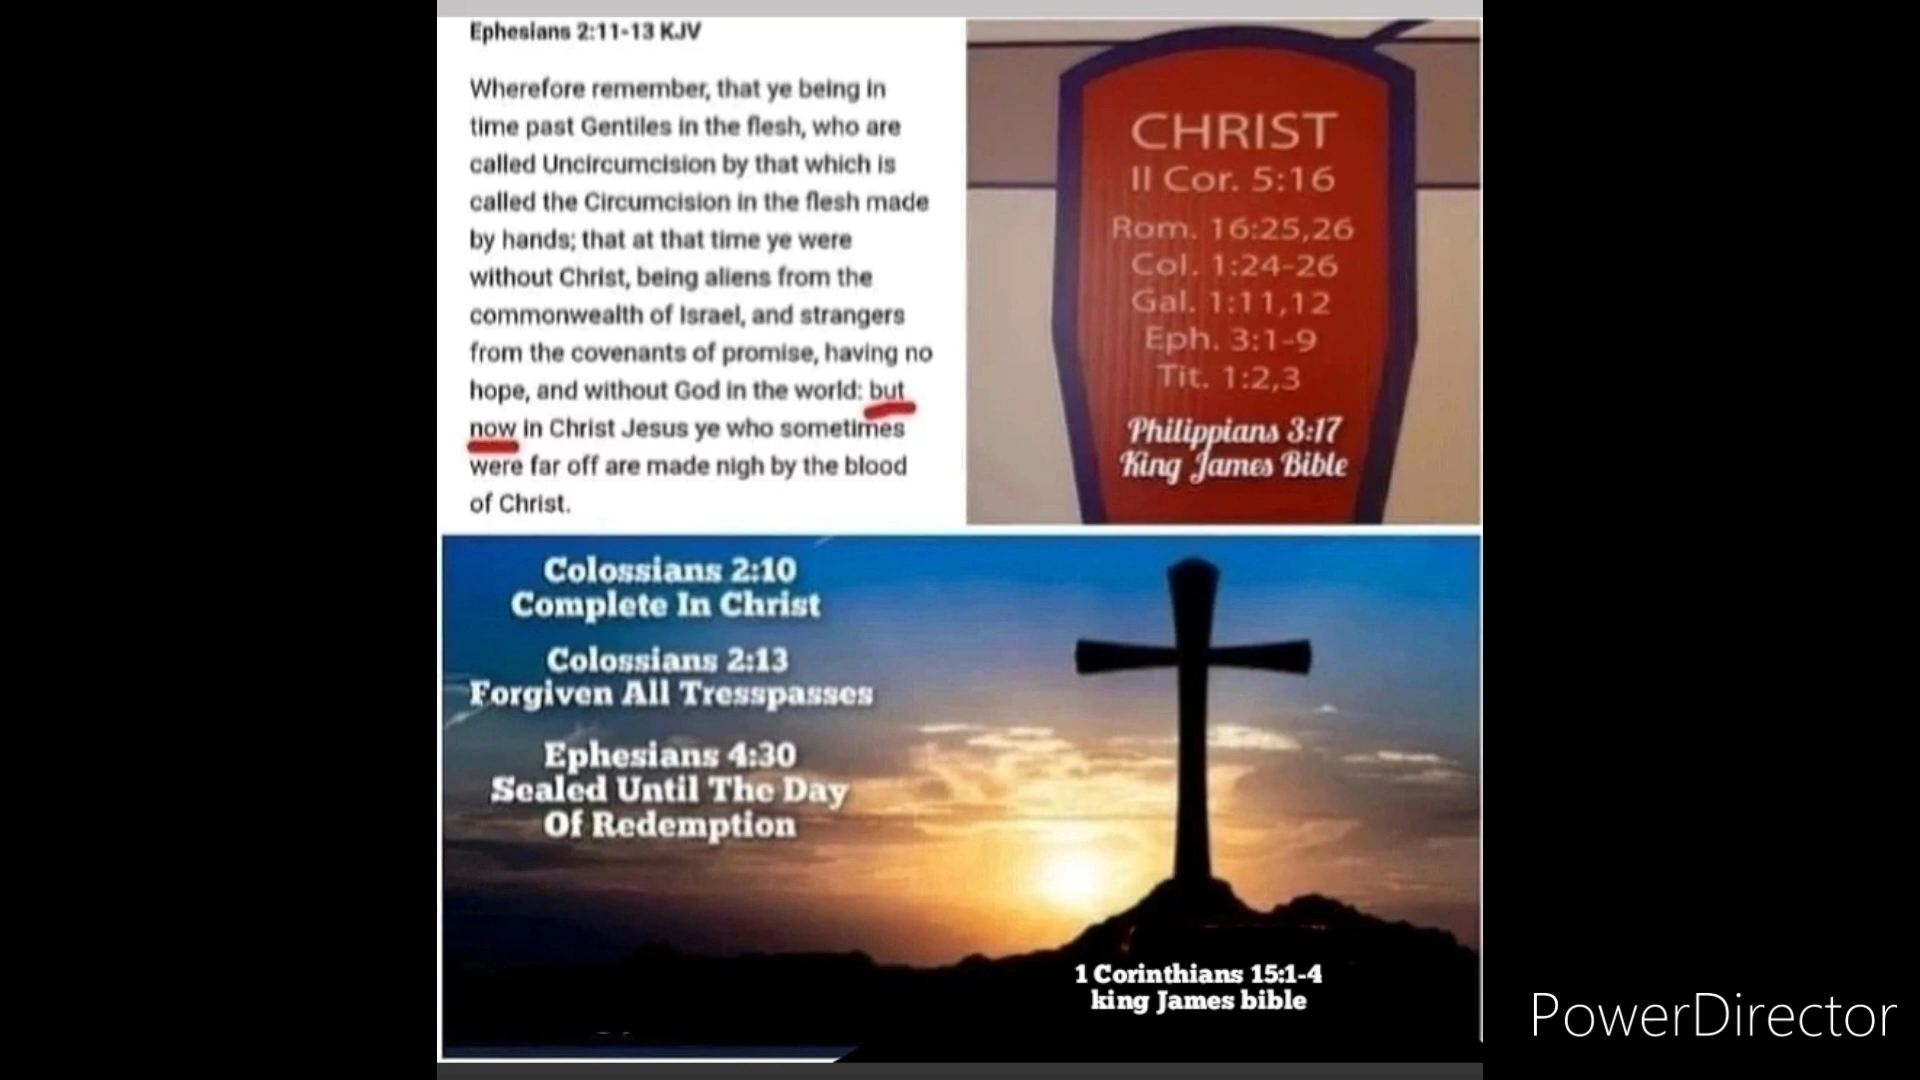 Ephesians 2:11-13 KJV
Wherefore remember, that ye being in
time past Gentiles in the flesh, who are
called Uncircumcision by that which is
called the Circumcision in the flesh made
by hands; that at that time ye were
without Christ, being aliens from the
commonwealth of Israel, and strangers
from the covenants of promise, having no
hope, and without God in the world: but
now in Christ Jesus ye who sometimes
were far off are made nigh by the blood
of Christ.
CHRIST
II Cor. 5:16
Rom. 16:25,26
Col. 1:24-26
Gal. 1:11,12
Eph. 3:1-9
Tit. 1:2,3
Philippians 3:17
King James Bible
Colossians 2:10
Complete In Christ
Colossians 2:13
Forgiven All Tresspasses
Ephesians 4:30
Sealed Until The Day
Of Redemption
1 Corinthians 15:1-4
king James bible
PowerDirector